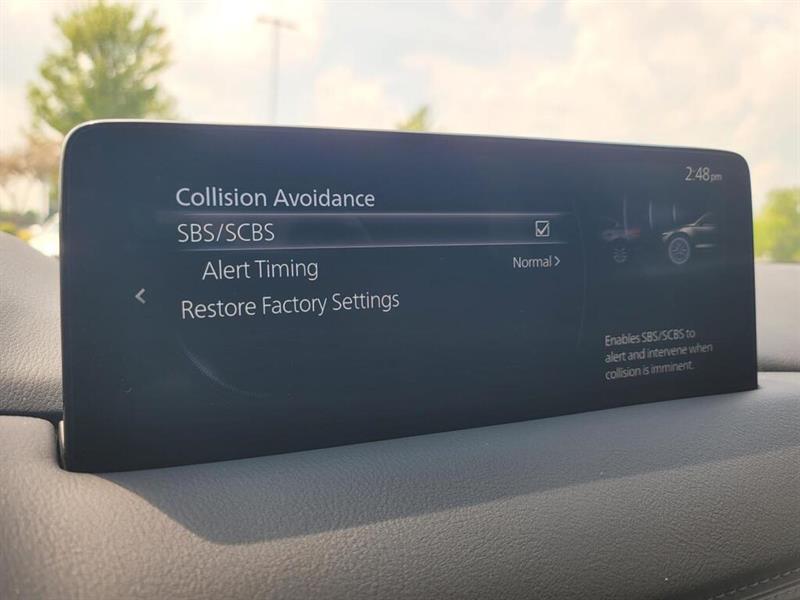 2:48pm
Collision Avoidance
SBS/SCBS
Alert Timing
Normal
Restore Factory Settings
Enables SBS/SCBS to
alert and intervene when
collision is imminent.